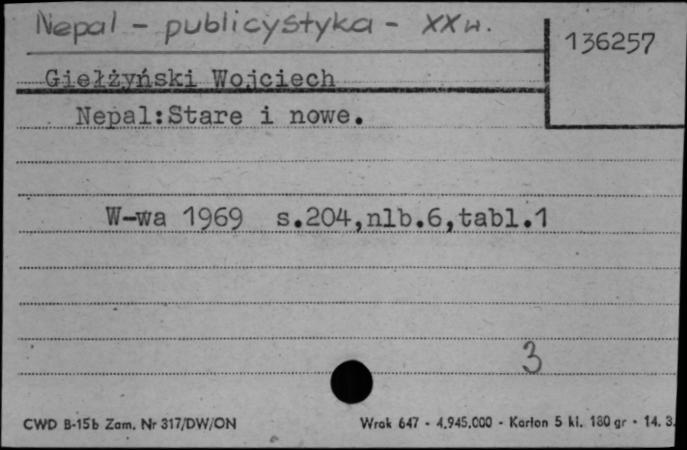 Nepal - publicystyka - XX w.
136257
Giełżyński Wojciech
Nepal:Stare i nowe.
W-wa 1969 s.204,nlb.6,tabl.1
3
CWD B-15b Zam. Nr 317/DW/ON
Wrak 647 - 4.945.000 - Karton 5 kl. 180 gr - 14. 3.